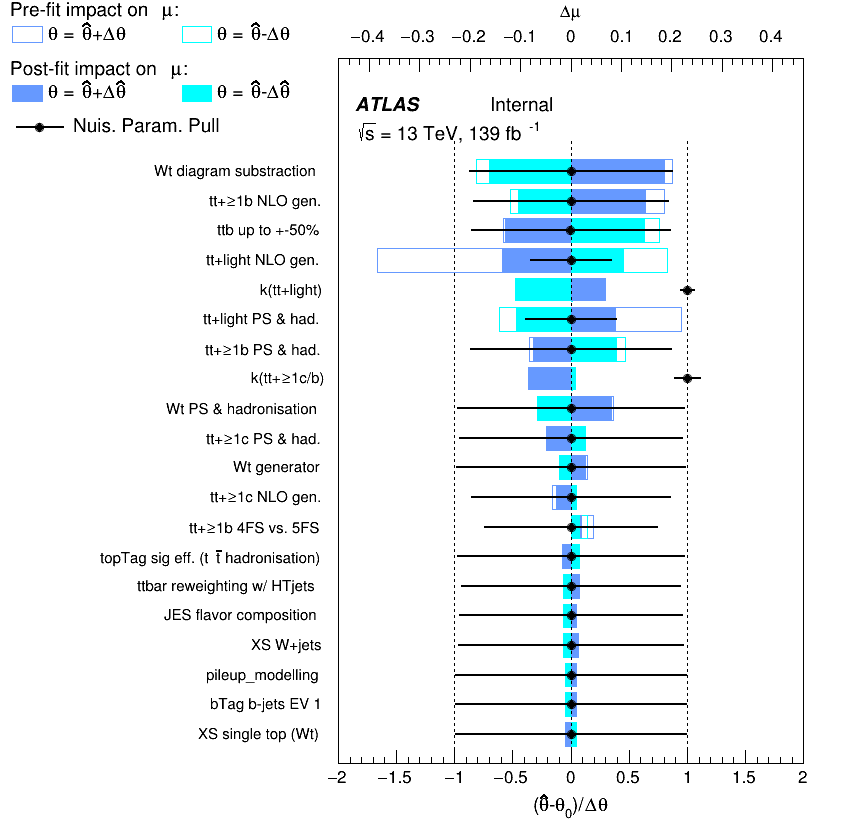 Pre-fit impact on μ:
θ = θ̂+Δθ θ = θ̂-Δθ
Post-fit impact on μ:
θ = θ̂+Δθ̂ θ = θ̂-Δθ̂
Nuis. Param. Pull
Δμ
−0.4 −0.3 −0.2 −0.1 0 0.1 0.2 0.3 0.4
ATLAS Internal
√s = 13 TeV, 139 fb -1
Wt diagram substraction
tt+≥1b NLO gen.
ttb up to +-50%
tt+light NLO gen.
k(tt+light)
tt+light PS & had.
tt+≥1b PS & had.
k(tt+≥1c/b)
Wt PS & hadronisation
tt+≥1c PS & had.
Wt generator
tt+≥1c NLO gen.
tt+≥1b 4FS vs. 5FS
topTag sig eff. (t t̄ hadronisation)
ttbar reweighting w/ HTjets
JES flavor composition
XS W+jets
pileup_modelling
bTag b-jets EV 1
XS single top (Wt)
−2 −1.5 −1 −0.5 0 0.5 1 1.5 2
(θ̂-θ₀)/Δθ